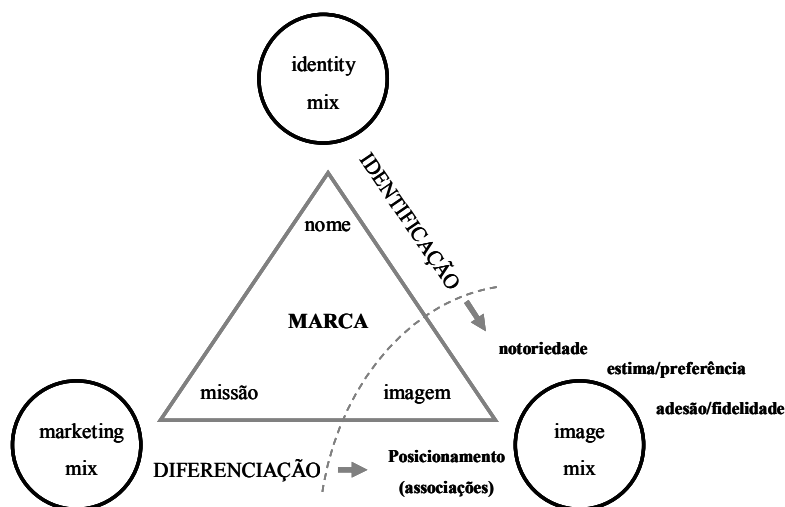 identity
mix
IDENTIFICAÇÃO
nome
MARCA
notoriedade
estima/preferência
missão
imagem
adesão/fidelidade
marketing
mix
DIFERENCIAÇÃO
Posicionamento
(associações)
image
mix